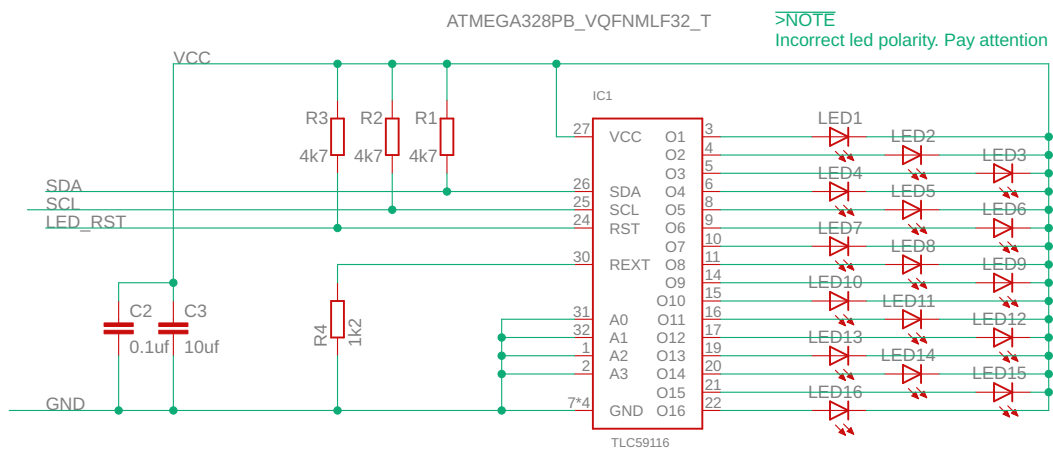 ATMEGA328PB_VQFNMLF32_T
>NOTE
Incorrect led polarity. Pay attention
VCC
IC1
R3
R2
R1
4k7
4k7
4k7
27
VCC
O1
3
LED1
O2
4
LED2
O3
5
LED3
SDA
26
SDA
O4
6
LED4
SCL
25
SCL
O5
8
LED5
LED_RST
24
RST
O6
9
LED6
O7
10
LED7
30
REXT
O8
11
LED8
O9
14
LED9
O10
15
LED10
C2
C3
0.1uf
10uf
R4
1k2
31
A0
O11
16
LED11
32
A1
O12
17
LED12
1
A2
O13
19
LED13
2
A3
O14
20
LED14
O15
21
LED15
GND
7*4
GND
O16
22
LED16
TLC59116